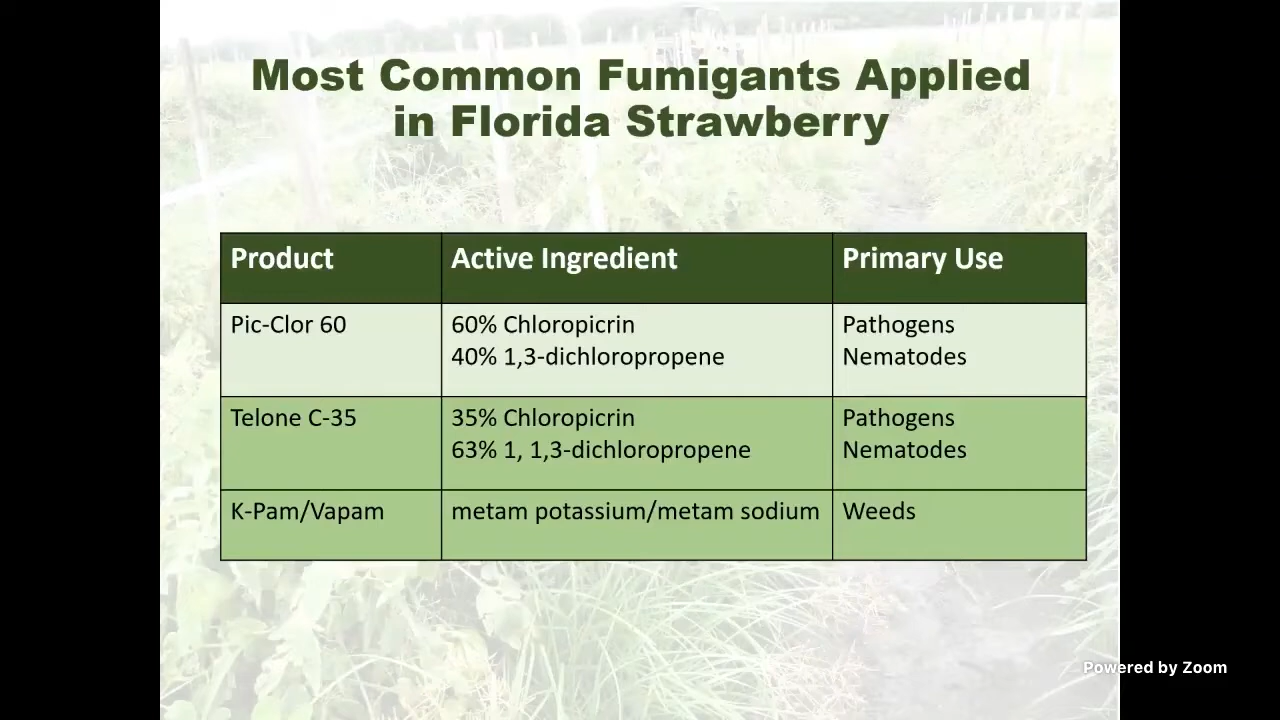 Most Common Fumigants Applied
in Florida Strawberry
Product Active Ingredient Primary Use
Pic-Clor 60 60% Chloropicrin Pathogens
40% 1,3-dichloropropene Nematodes
Telone C-35 35% Chloropicrin Pathogens
63% 1, 1,3-dichloropropene Nematodes
K-Pam/Vapam metam potassium/metam sodium Weeds
Powered by Zoom